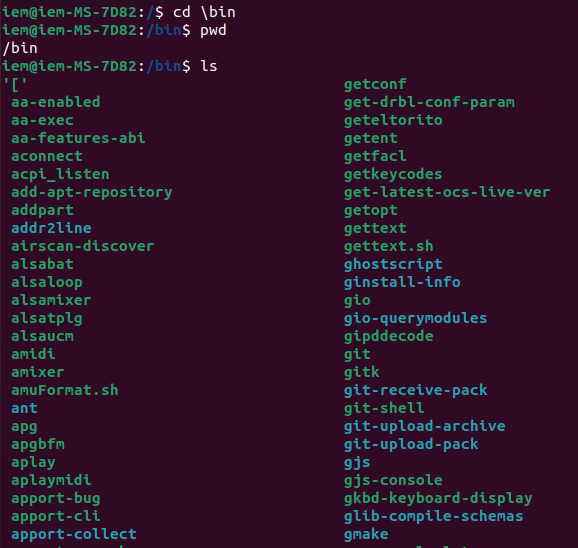 iem@iem-MS-7D82:/$ cd \bin
iem@iem-MS-7D82:/bin$ pwd
/bin
iem@iem-MS-7D82:/bin$ ls
'[' getconf
aa-enabled get-drbl-conf-param
aa-exec geteltorito
aa-features-abi getent
aconnect getfacl
acpi_listen getkeycodes
add-apt-repository get-latest-ocs-live-ver
addpart getopt
addr2line gettext
airscan-discover gettext.sh
alsabat ghostscript
alsaloop ginstall-info
alsamixer gio
alsatplg gio-querymodules
alsaucm gipddecode
amidi git
amixer gitk
amuFormat.sh git-receive-pack
ant git-shell
apg git-upload-archive
apgbfm git-upload-pack
aplay gjs
aplaymidi gjs-console
apport-bug gkbd-keyboard-display
apport-cli glib-compile-schemas
apport-collect gmake